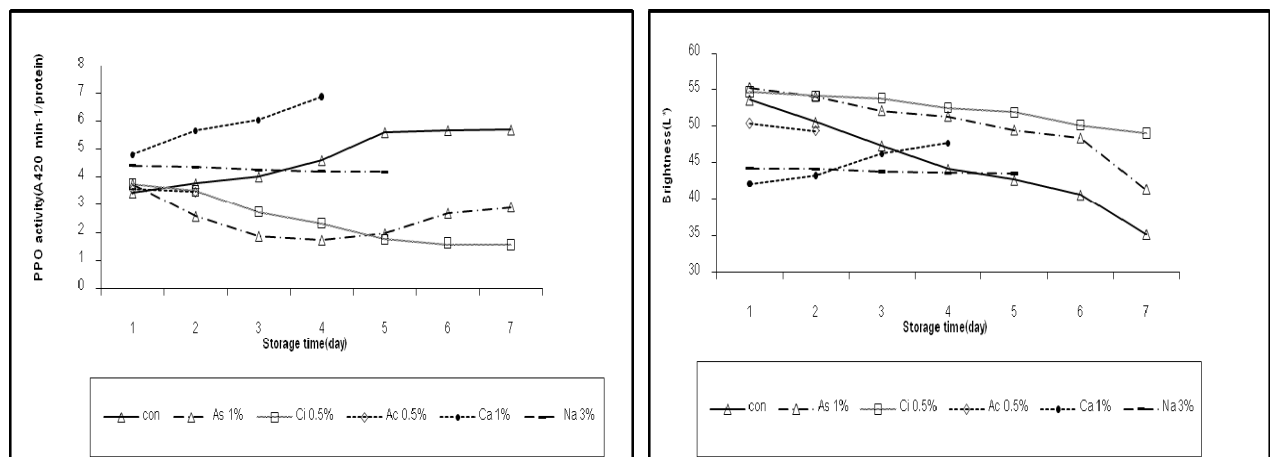 PPO activity(A420 min-1/protein)
8
7
6
5
4
3
2
1
0
1 2 3 4 5 6 7
Storage time(day)
con As 1% Ci 0.5% Ac 0.5% Ca 1% Na 3%
Brightness(L*)
60
55
50
45
40
35
30
1 2 3 4 5 6 7
Storage time(day)
con As 1% Ci 0.5% Ac 0.5% Ca 1% Na 3%